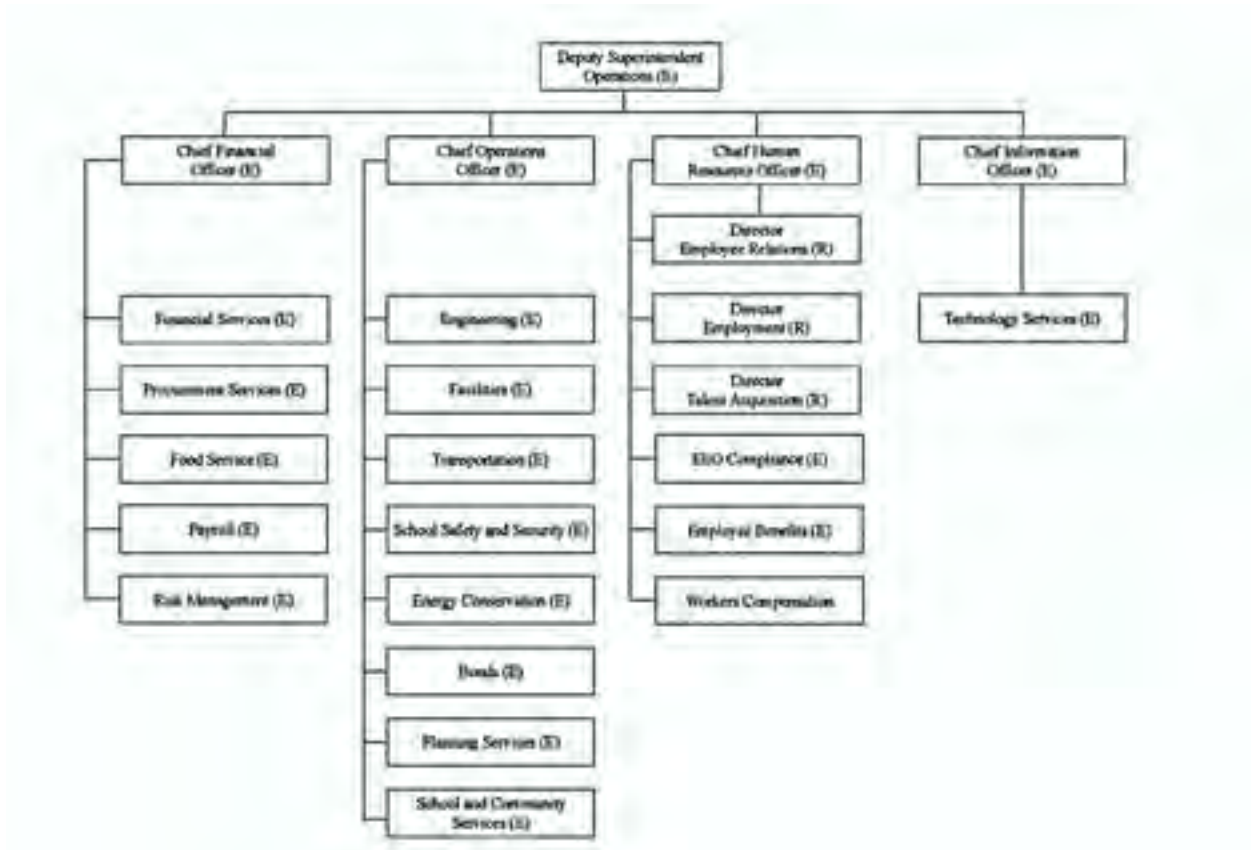 Deputy Superintendent
Operations (E)
Chief Financial
Officer (E)
Chief Operations
Officer (E)
Chief Human
Resource Officer (E)
Chief Information
Officer (E)
Director
Employee Relations (R)
Financial Services (E)
Engineering (E)
Director
Employment (R)
Technology Services (E)
Procurement Services (E)
Facilities (E)
Director
Talent Acquisition (R)
Food Service (E)
Transportation (E)
EEO Compliance (E)
Payroll (E)
School Safety and Security (E)
Employee Benefits (E)
Risk Management (E)
Energy Conservation (E)
Workers Compensation
Bonds (E)
Planning Services (E)
School and Community
Services (E)